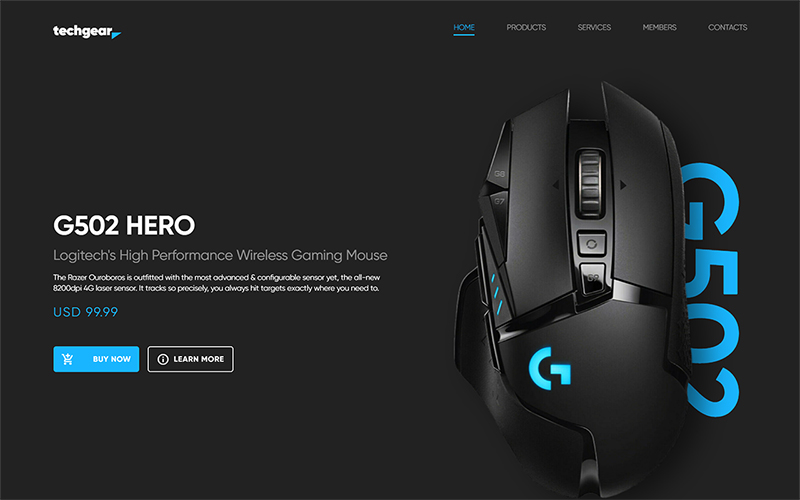 techgear
HOME PRODUCTS SERVICES MEMBERS CONTACTS
G8
G7
G502
G502 HERO
Logitech's High Performance Wireless Gaming Mouse
The Razer Ouroboros is outfitted with the most advanced & configurable sensor yet, the all-new
8200dpi 4G laser sensor. It tracks so precisely, you always hit targets exactly where you need to.
USD 99.99
BUY NOW LEARN MORE